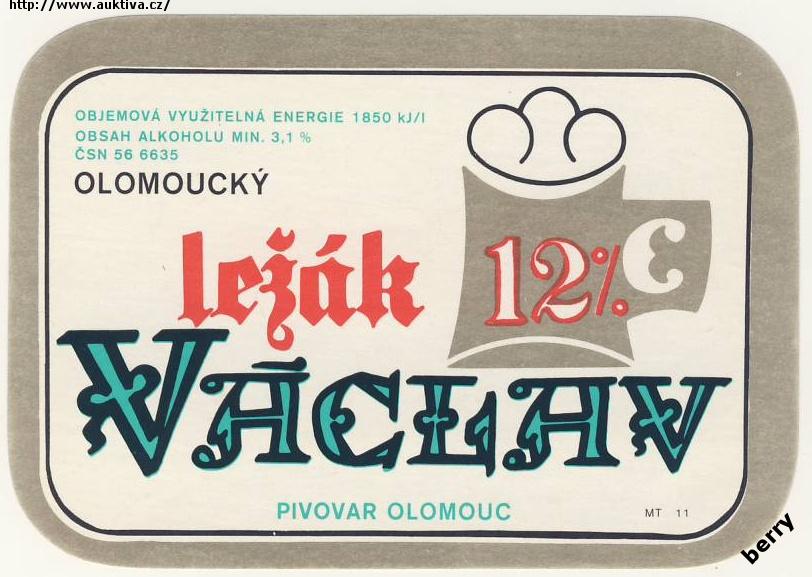 http://www.auktiva.cz/
OBJEMOVÁ VYUŽITELNÁ ENERGIE 1850 kJ/l
OBSAH ALKOHOLU MIN. 3,1 %
ČSN 56 6635
OLOMOUCKÝ
ležák 12%
VÁCLAV
PIVOVAR OLOMOUC
MT 11
berry